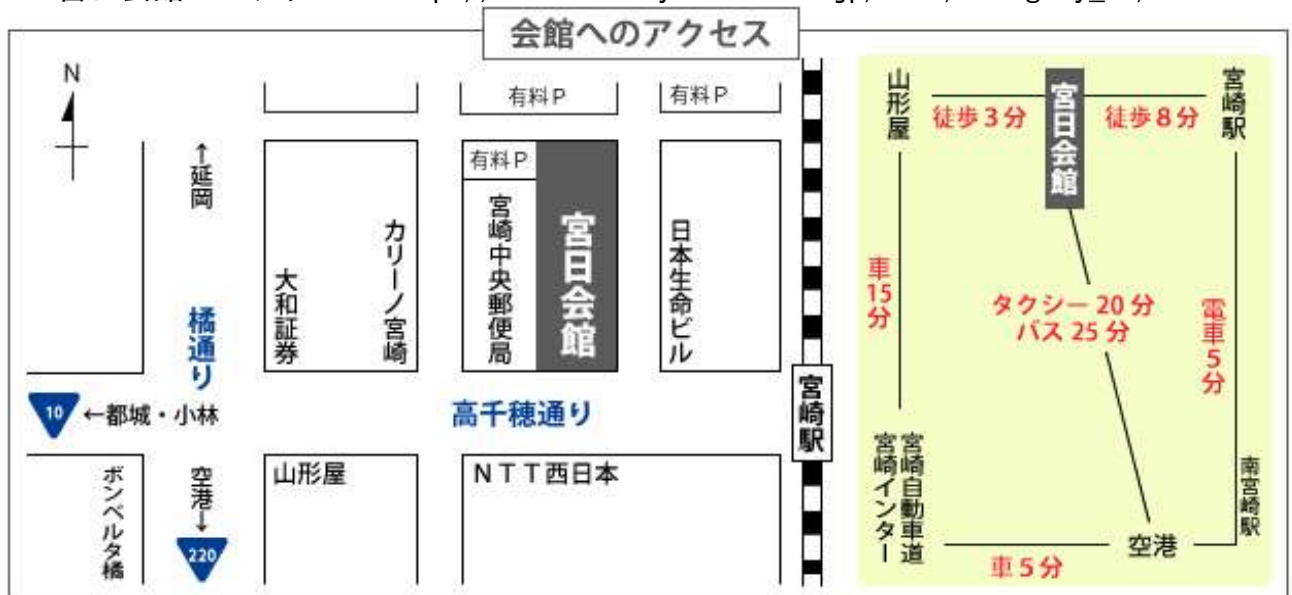 会館へのアクセス
N
↑延岡
橘通り
10
←都城・小林
空港↓
220
ボンベルタ橘
大和証券
カリーノ宮崎
有料P
有料P
有料P
宮崎中央郵便局
宮日会館
日本生命ビル
高千穂通り
山形屋
NTT西日本
宮崎駅
山形屋
徒歩3分
宮日会館
徒歩8分
宮崎駅
車15分
タクシー20分
バス25分
電車5分
宮崎自動車道
宮崎インター
車5分
空港
南宮崎駅